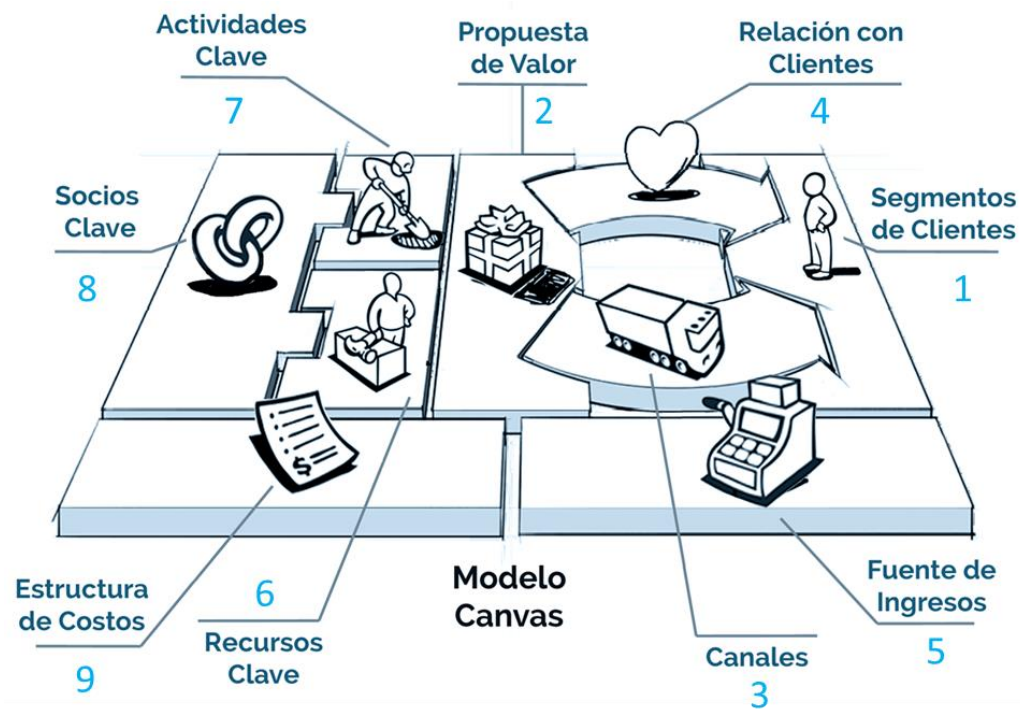 Actividades
Clave
7
Propuesta
de Valor
2
Relación con
Clientes
4
Socios
Clave
8
Segmentos
de Clientes
1
Estructura
de Costos
9
6
Recursos
Clave
Modelo
Canvas
Canales
3
Fuente de
Ingresos
5
$